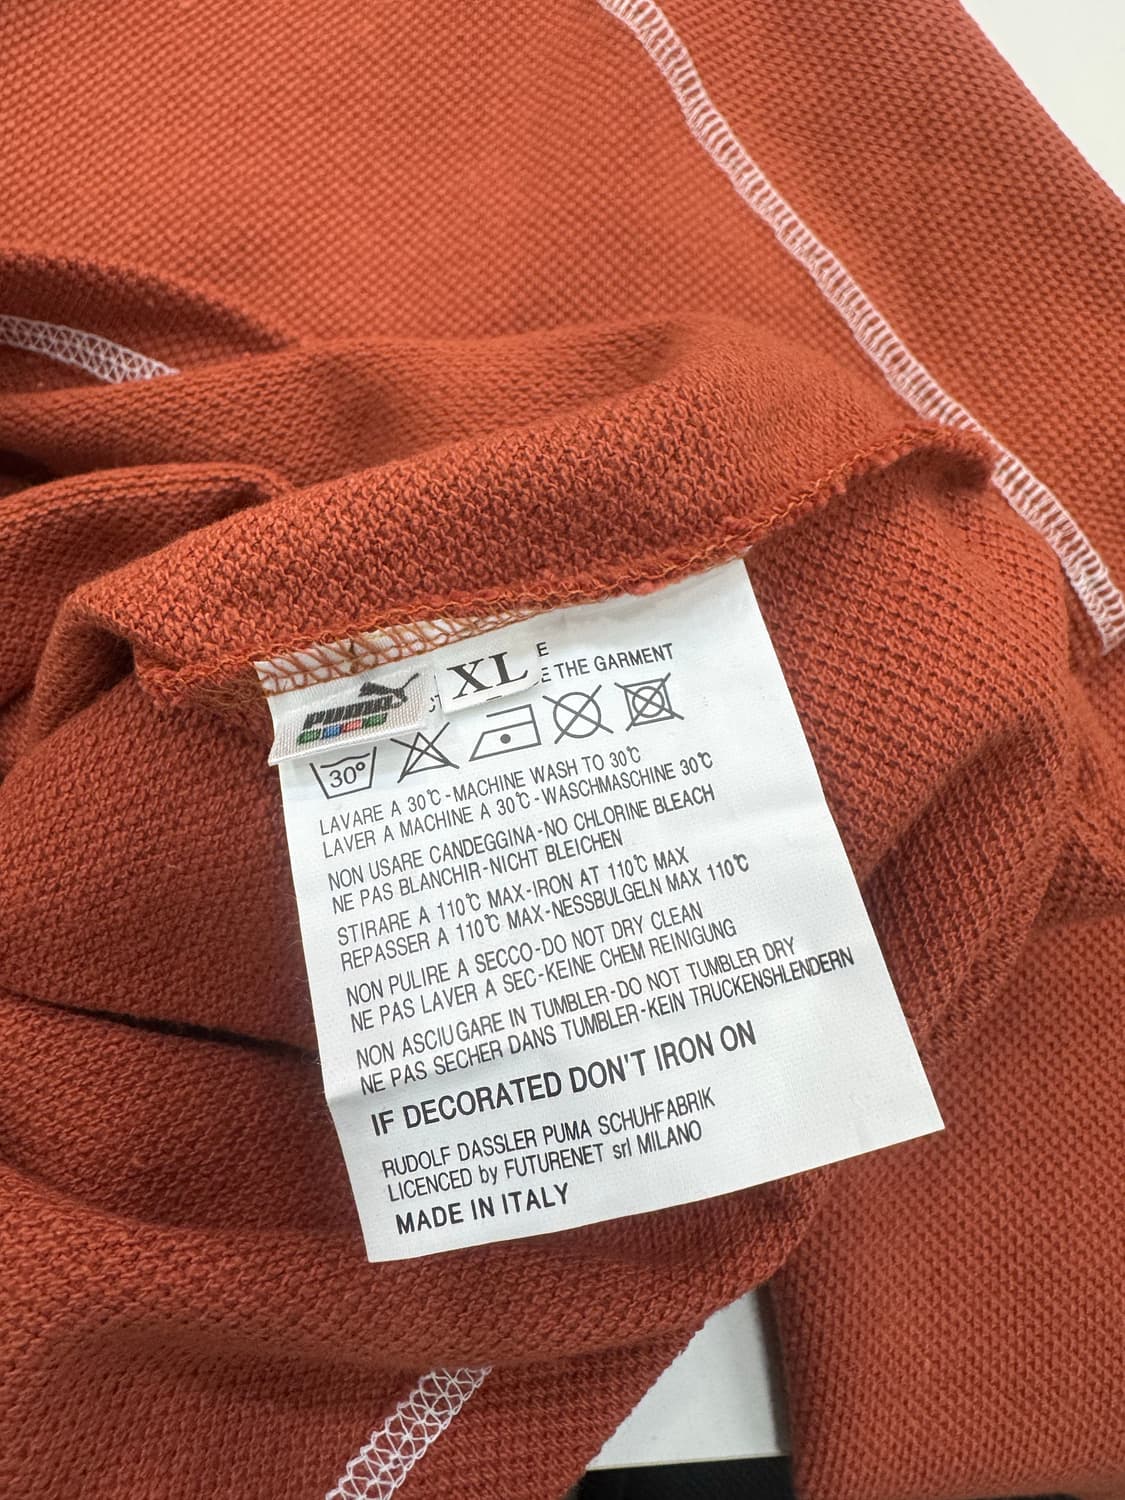 E
XL
E THE GARMENT
PUMA
30°
LAVARE A 30℃-MACHINE WASH TO 30℃
LAVER A MACHINE A 30℃-WASCHMASCHINE 30℃
NON USARE CANDEGGINA-NO CHLORINE BLEACH
NE PAS BLANCHIR-NICHT BLEICHEN
STIRARE A 110℃ MAX-IRON AT 110℃ MAX
REPASSER A 110℃ MAX-NESSBULGELN MAX 110℃
NON PULIRE A SECCO-DO NOT DRY CLEAN
NE PAS LAVER A SEC-KEINE CHEM REINIGUNG
NON ASCIUGARE IN TUMBLER-DO NOT TUMBLER DRY
NE PAS SECHER DANS TUMBLER-KEIN TRUCKENSHLENDERN
IF DECORATED DON'T IRON ON
RUDOLF DASSLER PUMA SCHUHFABRIK
LICENCED by FUTURENET srl MILANO
MADE IN ITALY